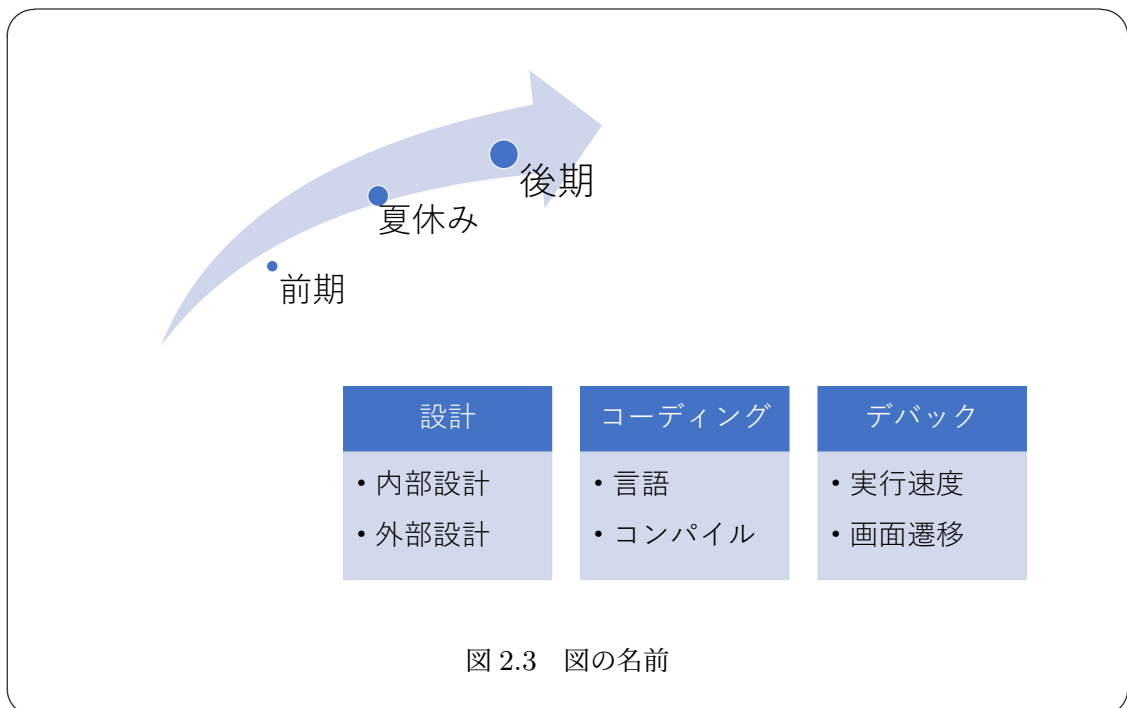 後期
夏休み
前期
設計
・内部設計
・外部設計
コーディング
・言語
・コンパイル
デバック
・実行速度
・画面遷移
図 2.3　図の名前